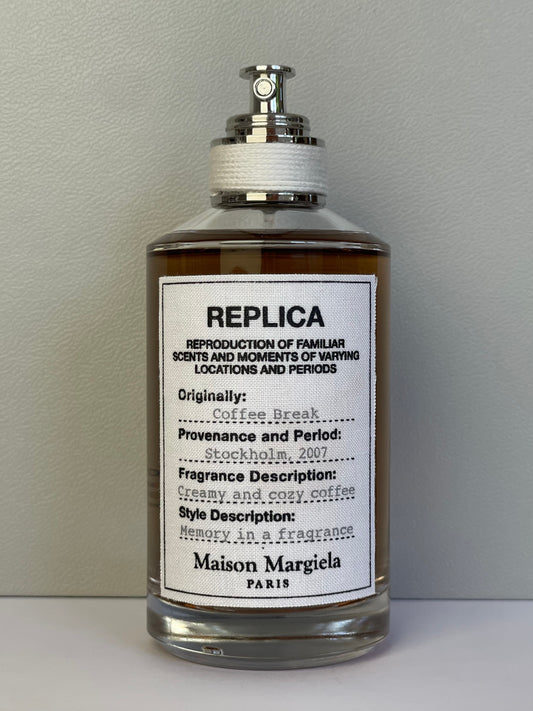 REPLICA
REPRODUCTION OF FAMILIAR
SCENTS AND MOMENTS OF VARYING
LOCATIONS AND PERIODS
Originally:
Coffee Break
Provenance and Period:
Stockholm, 2007
Fragrance Description:
Creamy and cozy coffee
Style Description:
Memory in a fragrance
Maison Margiela
PARIS